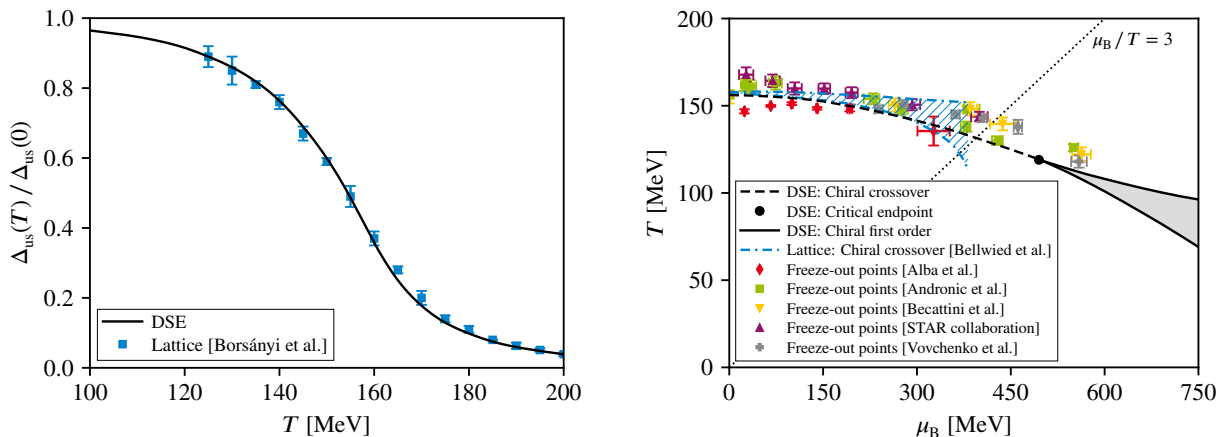 1.0
0.8
0.6
0.4
0.2
0.0
Δus(T) / Δus(0)
DSE
Lattice [Borsányi et al.]
100 120 140 160 180 200
T [MeV]
200
150
100
50
0
T [MeV]
μB/T = 3
DSE: Chiral crossover
DSE: Critical endpoint
DSE: Chiral first order
Lattice: Chiral crossover [Bellwied et al.]
Freeze-out points [Alba et al.]
Freeze-out points [Andronic et al.]
Freeze-out points [Becattini et al.]
Freeze-out points [STAR collaboration]
Freeze-out points [Vovchenko et al.]
0 150 300 450 600 750
μB [MeV]